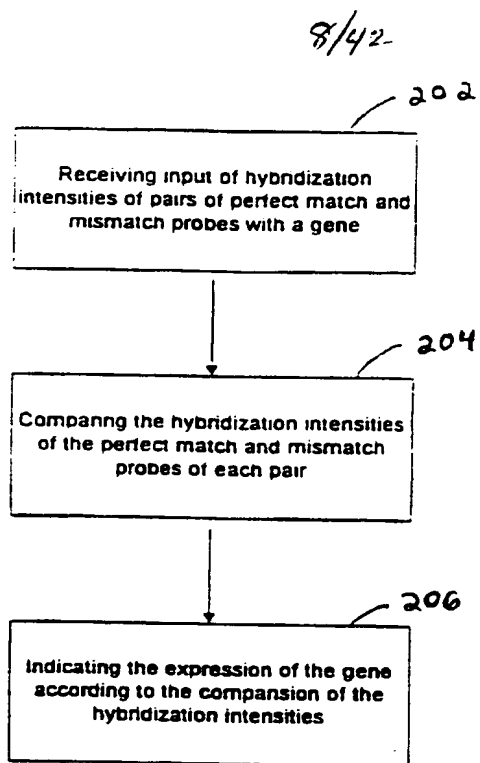 8/42
202
Receiving input of hybridization
intensities of pairs of perfect match and
mismatch probes with a gene
204
Comparing the hybridization intensities
of the perfect match and mismatch
probes of each pair
206
Indicating the expression of the gene
according to the comparison of the
hybridization intensities